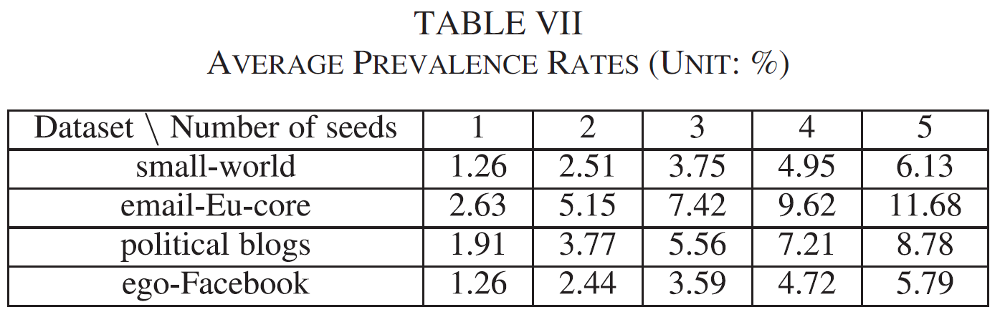 TABLE VII
AVERAGE PREVALENCE RATES (UNIT: %)
Dataset \ Number of seeds 1 2 3 4 5
small-world 1.26 2.51 3.75 4.95 6.13
email-Eu-core 2.63 5.15 7.42 9.62 11.68
political blogs 1.91 3.77 5.56 7.21 8.78
ego-Facebook 1.26 2.44 3.59 4.72 5.79